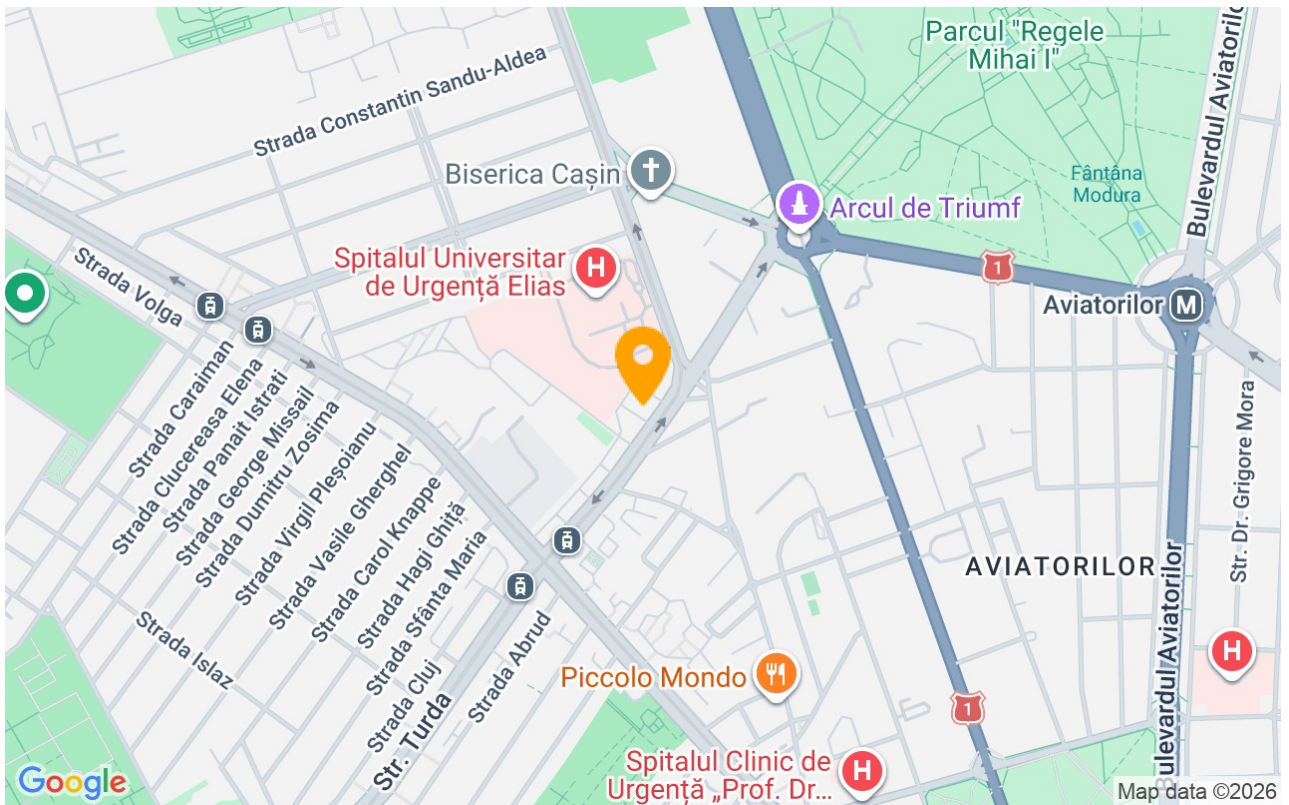 Parcul "Regele
Mihai I"
Bulevardul Aviatorilo
Strada Constantin Sandu-Aldea
Biserica Cașin
Fântâna
Modura
Arcul de Triumf
Spitalul Universitar
de Urgență Elias
H
1
Strada Volga
Aviatorilor
M
Strada Caraiman
Strada Clucereasa Elena
Strada Panait Istrati
Strada George Missail
Strada Dumitru Zosima
Strada Virgil Pleșoianu
Strada Vasile Gherghel
Strada Carol Knappe
Strada Hagi Ghiță
Strada Sfânta Maria
Strada Cluj
Str. Turda
Strada Abrud
Strada Islaz
Str. Dr. Grigore Mora
AVIATORILOR
Bulevardul Aviatorilor
H
Piccolo Mondo
1
Spitalul Clinic de
Urgență „Prof. Dr...
H
Google
Map data ©2026